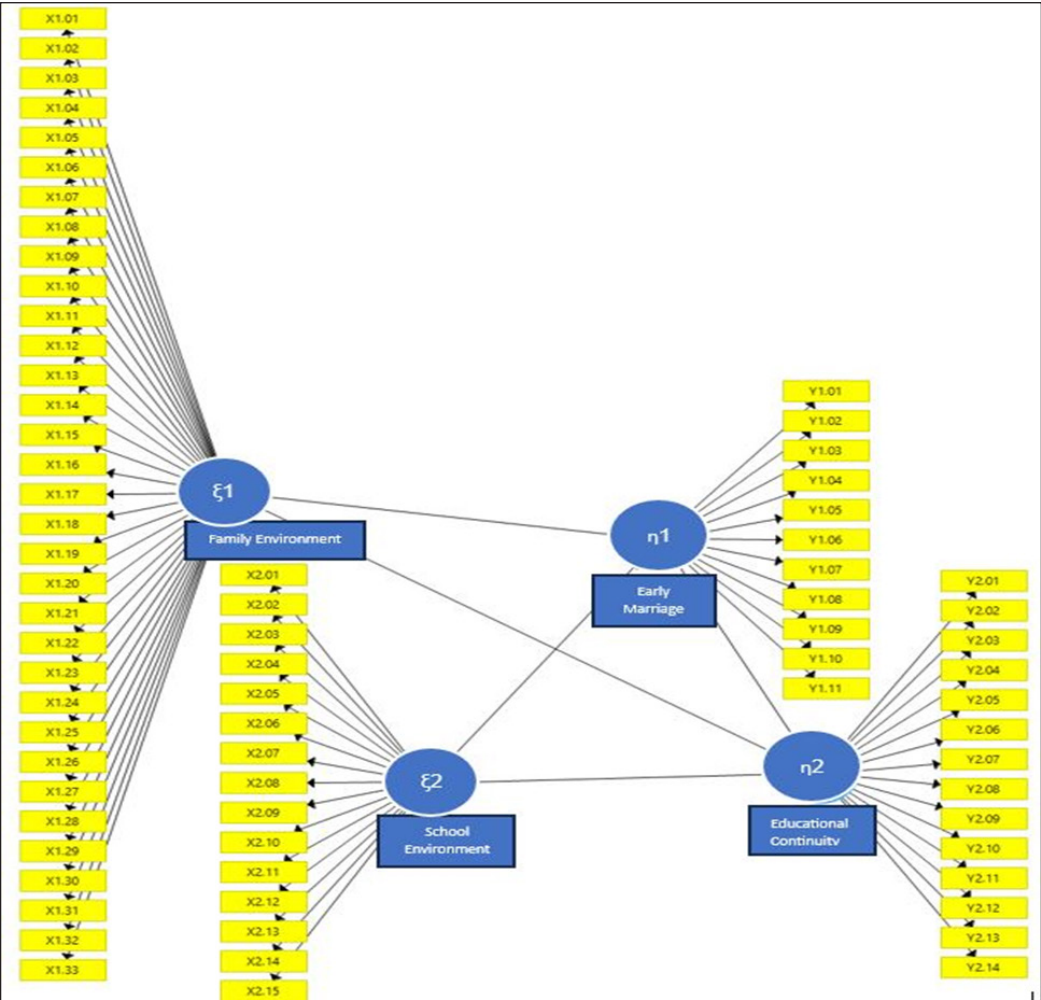 X1.01
X1.02
X1.03
X1.04
X1.05
X1.06
X1.07
X1.08
X1.09
X1.10
X1.11
X1.12
X1.13
X1.14
X1.15
X1.16
X1.17
X1.18
X1.19
X1.20
X1.21
X1.22
X1.23
X1.24
X1.25
X1.26
X1.27
X1.28
X1.29
X1.30
X1.31
X1.32
X1.33
ξ1
Family Environment
X2.01
X2.02
X2.03
X2.04
X2.05
X2.06
X2.07
X2.08
X2.09
X2.10
X2.11
X2.12
X2.13
X2.14
X2.15
ξ2
School
Environment
η1
Early
Marriage
Y1.01
Y1.02
Y1.03
Y1.04
Y1.05
Y1.06
Y1.07
Y1.08
Y1.09
Y1.10
Y1.11
η2
Educational
Continuity
Y2.01
Y2.02
Y2.03
Y2.04
Y2.05
Y2.06
Y2.07
Y2.08
Y2.09
Y2.10
Y2.11
Y2.12
Y2.13
Y2.14